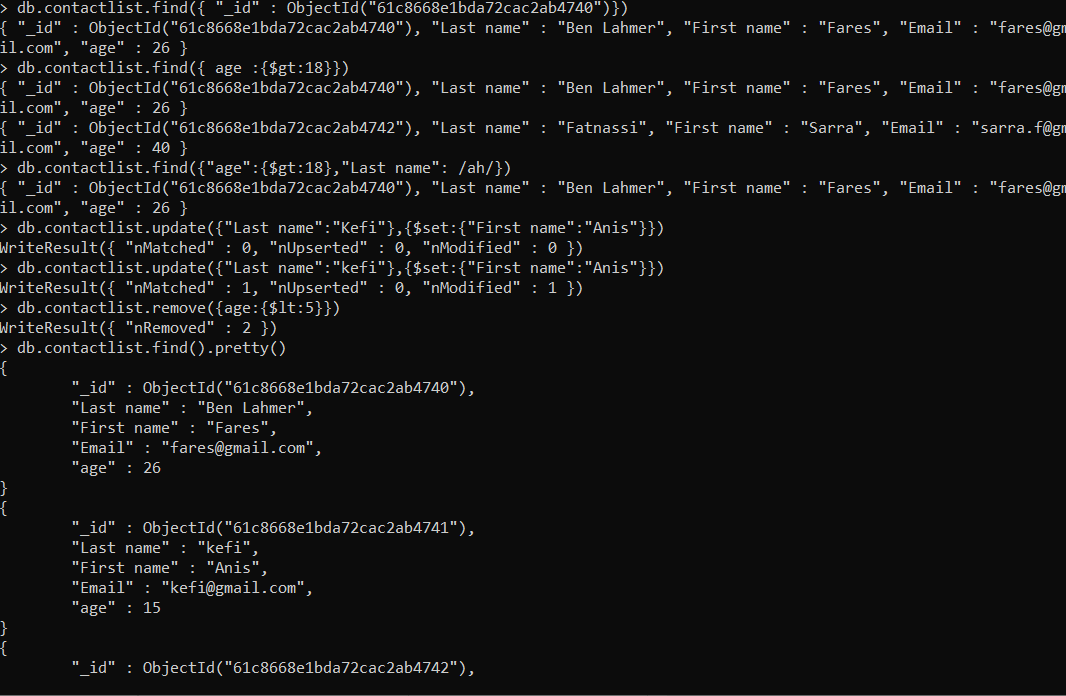 > db.contactlist.find({ "_id" : ObjectId("61c8668e1bda72cac2ab4740")})
{ "_id" : ObjectId("61c8668e1bda72cac2ab4740"), "Last name" : "Ben Lahmer", "First name" : "Fares", "Email" : "fares@gm
il.com", "age" : 26 }
> db.contactlist.find({ age :{$gt:18}})
{ "_id" : ObjectId("61c8668e1bda72cac2ab4740"), "Last name" : "Ben Lahmer", "First name" : "Fares", "Email" : "fares@gm
il.com", "age" : 26 }
{ "_id" : ObjectId("61c8668e1bda72cac2ab4742"), "Last name" : "Fatnassi", "First name" : "Sarra", "Email" : "sarra.f@gm
il.com", "age" : 40 }
> db.contactlist.find({"age":{$gt:18},"Last name": /ah/})
{ "_id" : ObjectId("61c8668e1bda72cac2ab4740"), "Last name" : "Ben Lahmer", "First name" : "Fares", "Email" : "fares@gm
il.com", "age" : 26 }
> db.contactlist.update({"Last name":"Kefi"},{$set:{"First name":"Anis"}})
WriteResult({ "nMatched" : 0, "nUpserted" : 0, "nModified" : 0 })
> db.contactlist.update({"Last name":"kefi"},{$set:{"First name":"Anis"}})
WriteResult({ "nMatched" : 1, "nUpserted" : 0, "nModified" : 1 })
> db.contactlist.remove({age:{$lt:5}})
WriteResult({ "nRemoved" : 2 })
> db.contactlist.find().pretty()
{
        "_id" : ObjectId("61c8668e1bda72cac2ab4740"),
        "Last name" : "Ben Lahmer",
        "First name" : "Fares",
        "Email" : "fares@gmail.com",
        "age" : 26
}
{
        "_id" : ObjectId("61c8668e1bda72cac2ab4741"),
        "Last name" : "kefi",
        "First name" : "Anis",
        "Email" : "kefi@gmail.com",
        "age" : 15
}
{
        "_id" : ObjectId("61c8668e1bda72cac2ab4742"),